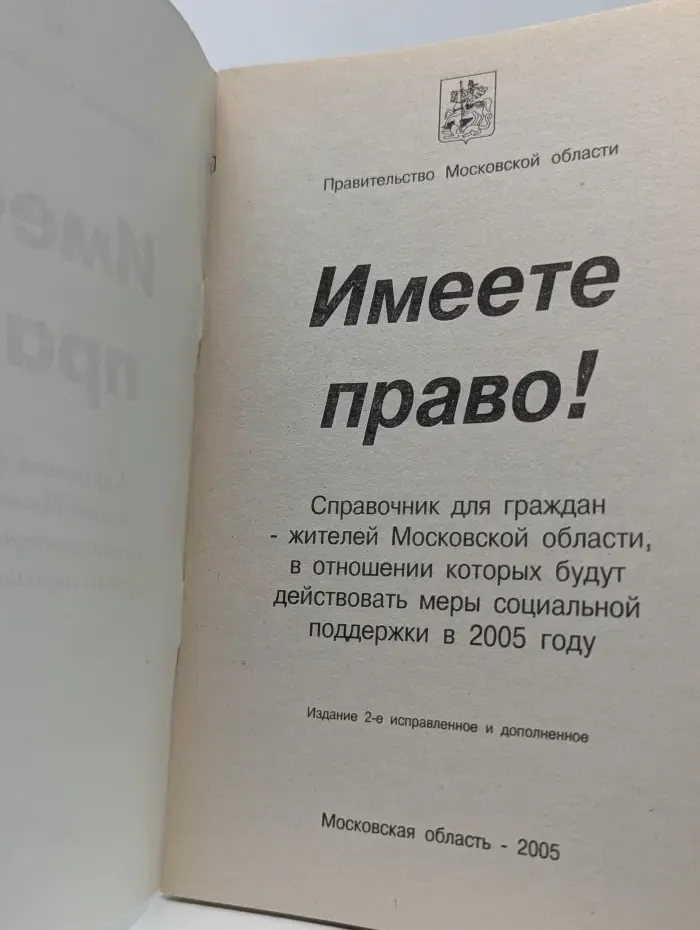 Правительство Московской области
Имеете
право!
Справочник для граждан
- жителей Московской области,
в отношении которых будут
действовать меры социальной
поддержки в 2005 году
Издание 2-е исправленное и дополненное
Московская область - 2005